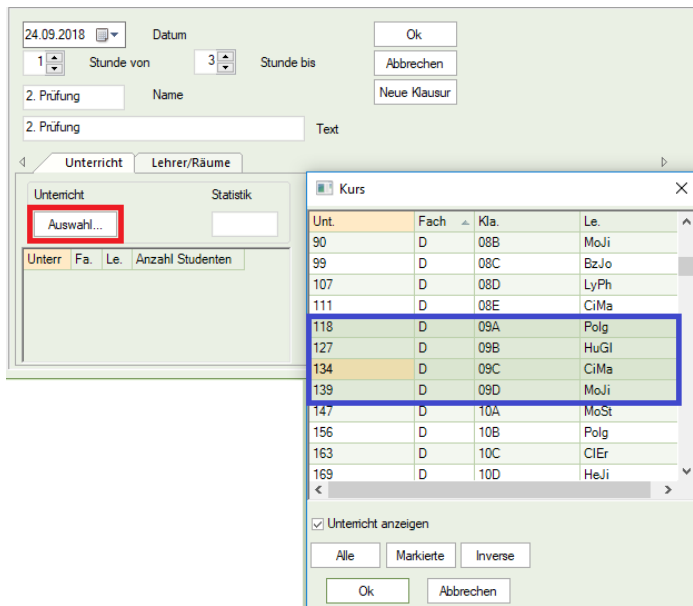 24.09.2018 Datum Ok
1 Stunde von 3 Stunde bis Abbrechen
2. Prüfung Name Neue Klausur
2. Prüfung Text
Unterricht Lehrer/Räume
Unterricht Statistik
Auswahl...
Unterr Fa. Le. Anzahl Studenten
Kurs
Unt. Fach Kla. Le.
90 D 08B MoJi
99 D 08C BzJo
107 D 08D LyPh
111 D 08E CiMa
118 D 09A Polg
127 D 09B HuGl
134 D 09C CiMa
139 D 09D MoJi
147 D 10A MoSt
156 D 10B Polg
163 D 10C ClEr
169 D 10D HeJi
Unterricht anzeigen
Alle Markierte Inverse
Ok Abbrechen